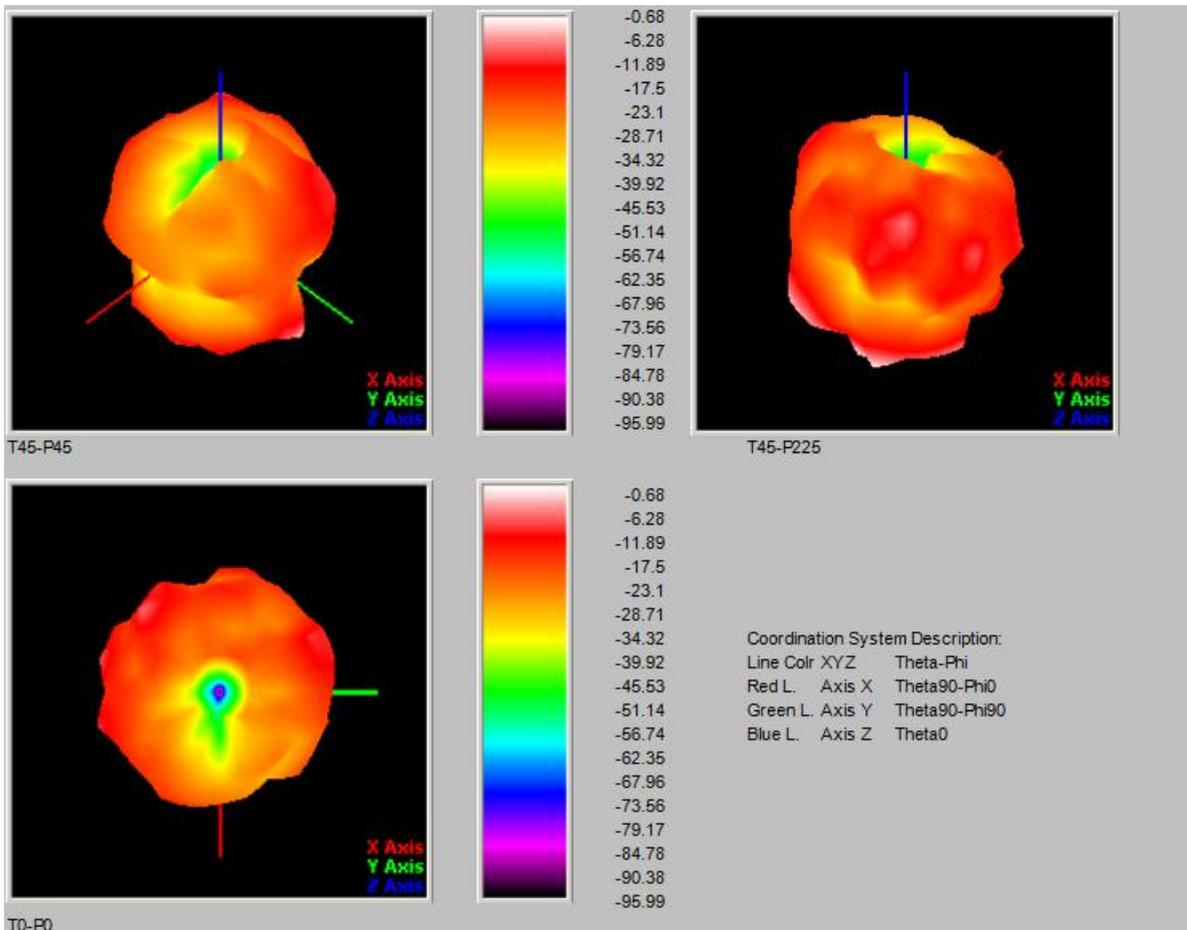 -0.68
-6.28
-11.89
-17.5
-23.1
-28.71
-34.32
-39.92
-45.53
-51.14
-56.74
-62.35
-67.96
-73.56
-79.17
-84.78
-90.38
-95.99
X Axis
Y Axis
Z Axis
X Axis
Y Axis
Z Axis
T45-P45
T45-P225
-0.68
-6.28
-11.89
-17.5
-23.1
-28.71
-34.32
-39.92
-45.53
-51.14
-56.74
-62.35
-67.96
-73.56
-79.17
-84.78
-90.38
-95.99
Coordination System Description:
Line Colr XYZ Theta-Phi
Red L. Axis X Theta90-Phi0
Green L. Axis Y Theta90-Phi90
Blue L. Axis Z Theta0
X Axis
Y Axis
Z Axis
T0-P0